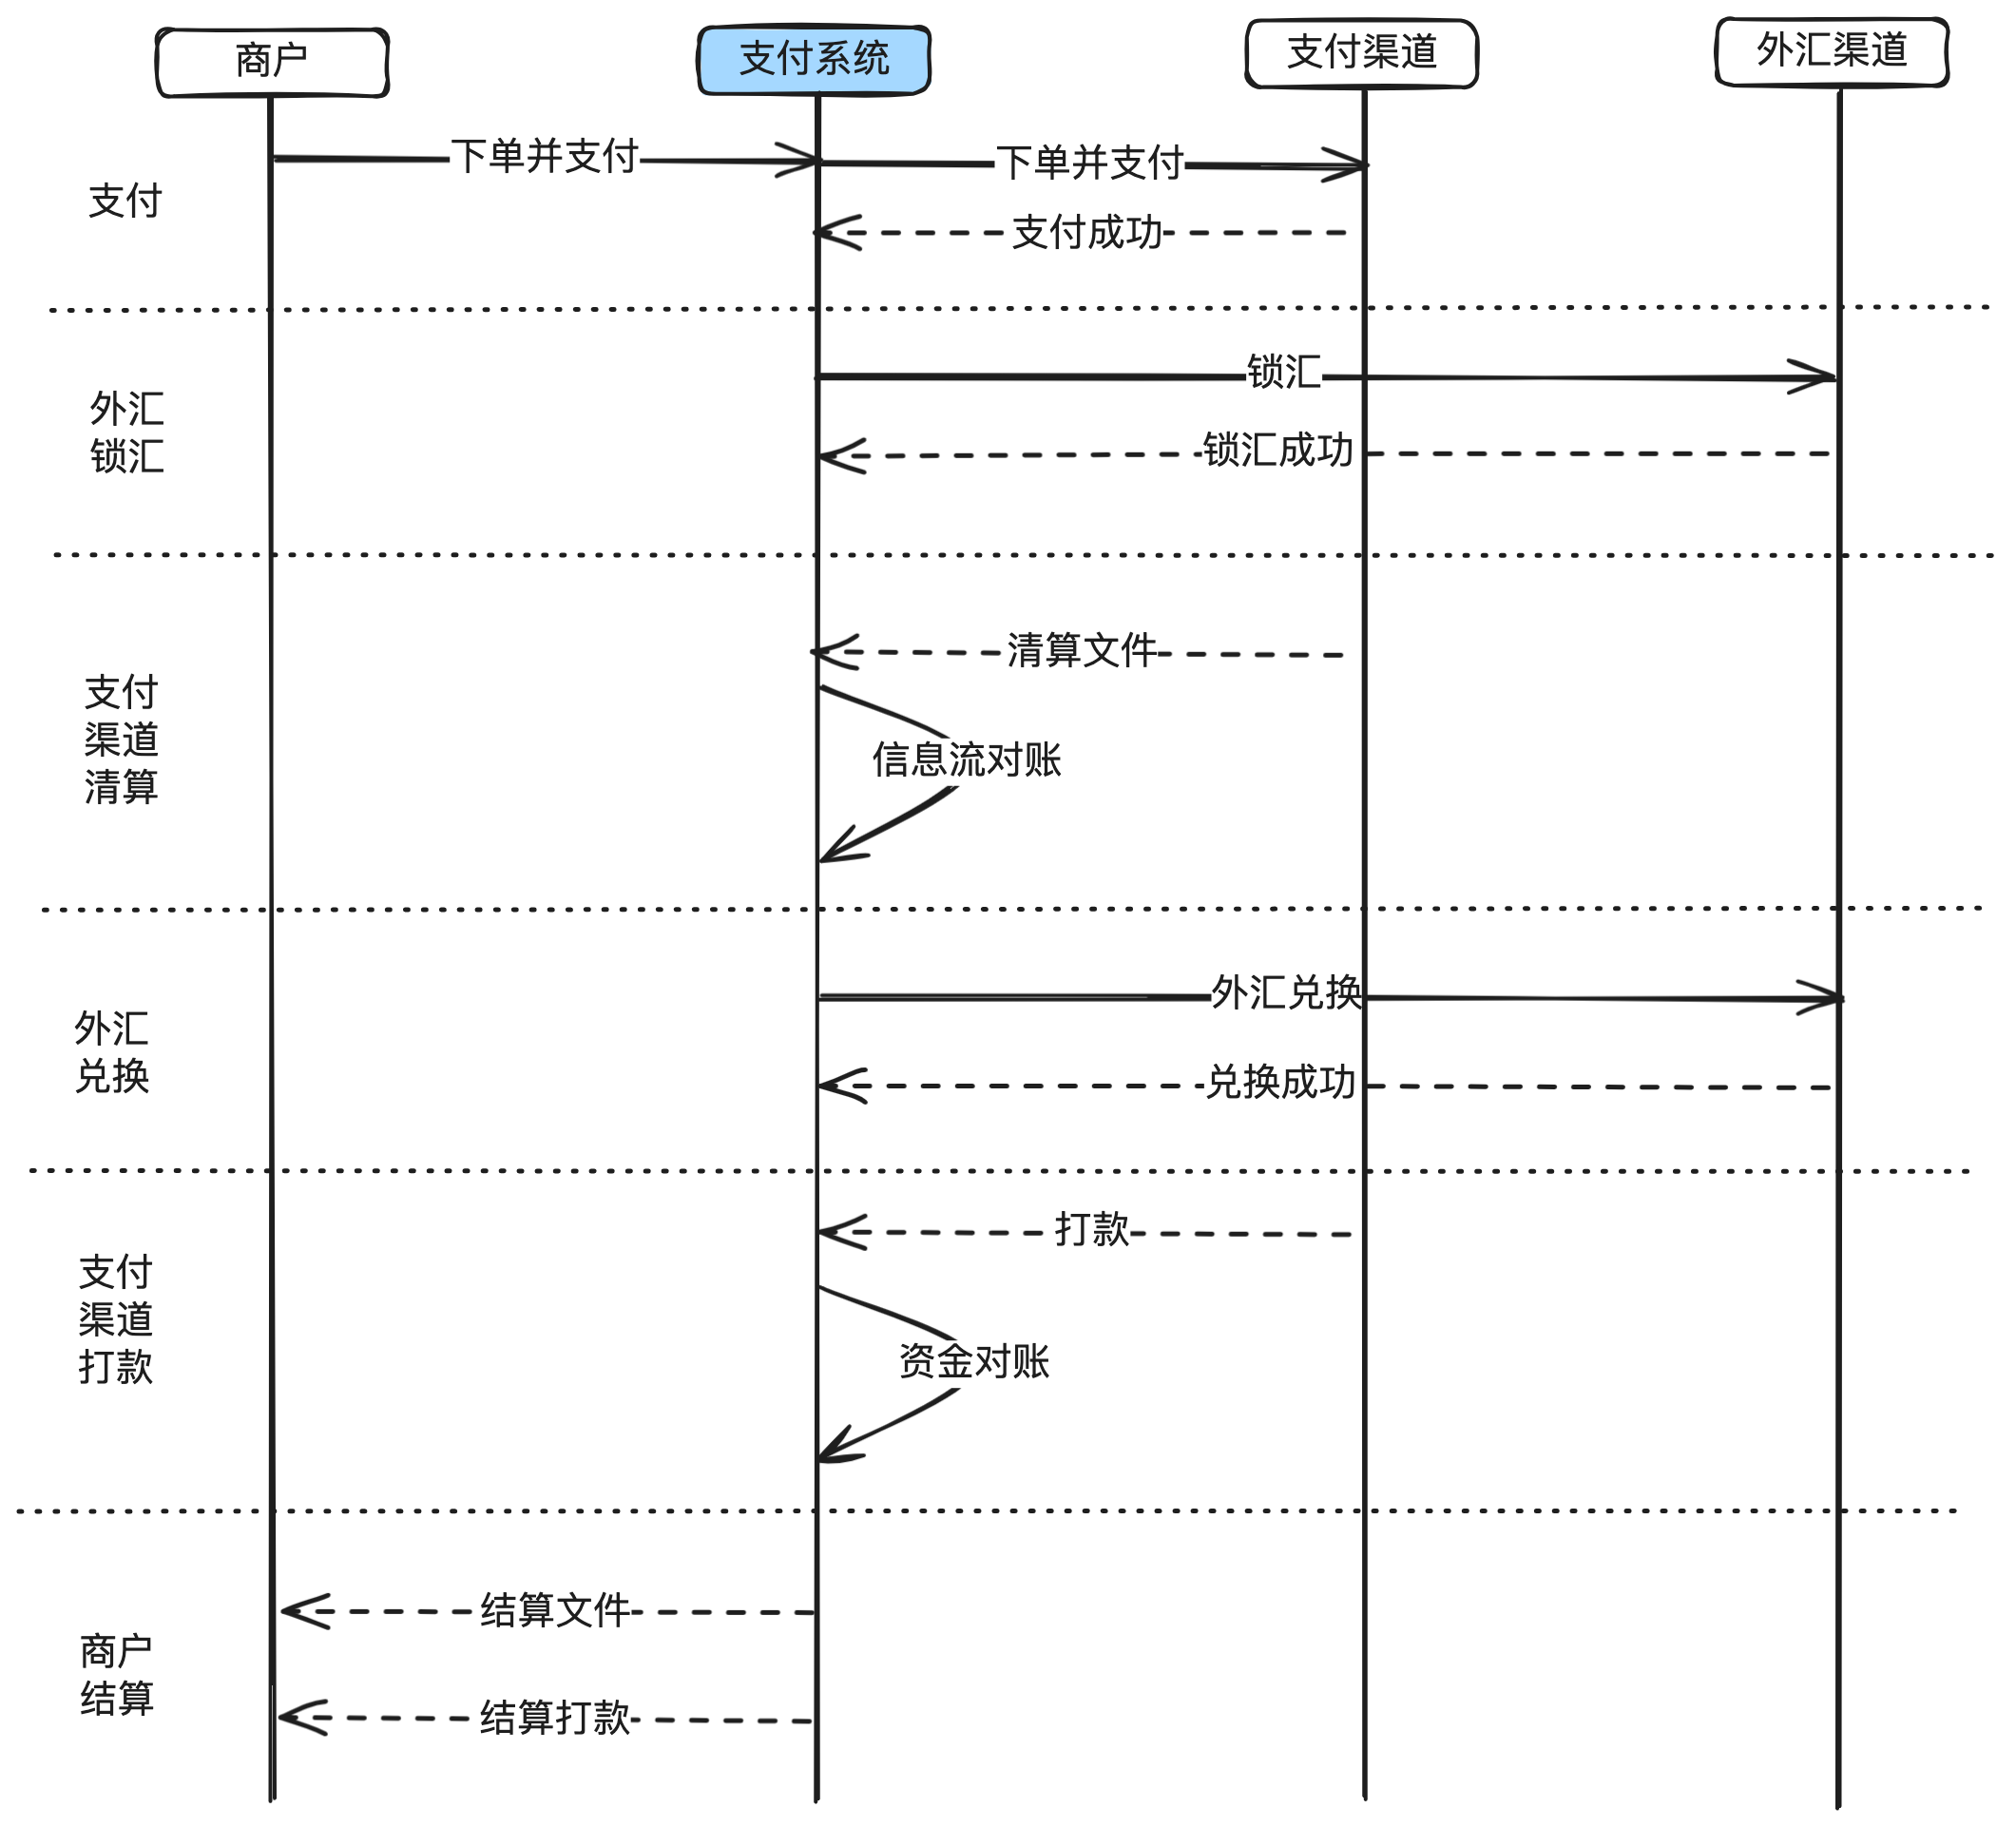 商户
支付系统
支付渠道
外汇渠道
下单并支付
下单并支付
支付
支付成功
锁汇
外汇
锁汇
锁汇成功
清算文件
支付
渠道
清算
信息流对账
外汇兑换
外汇
兑换
兑换成功
打款
支付
渠道
打款
资金对账
结算文件
商户
结算
结算打款